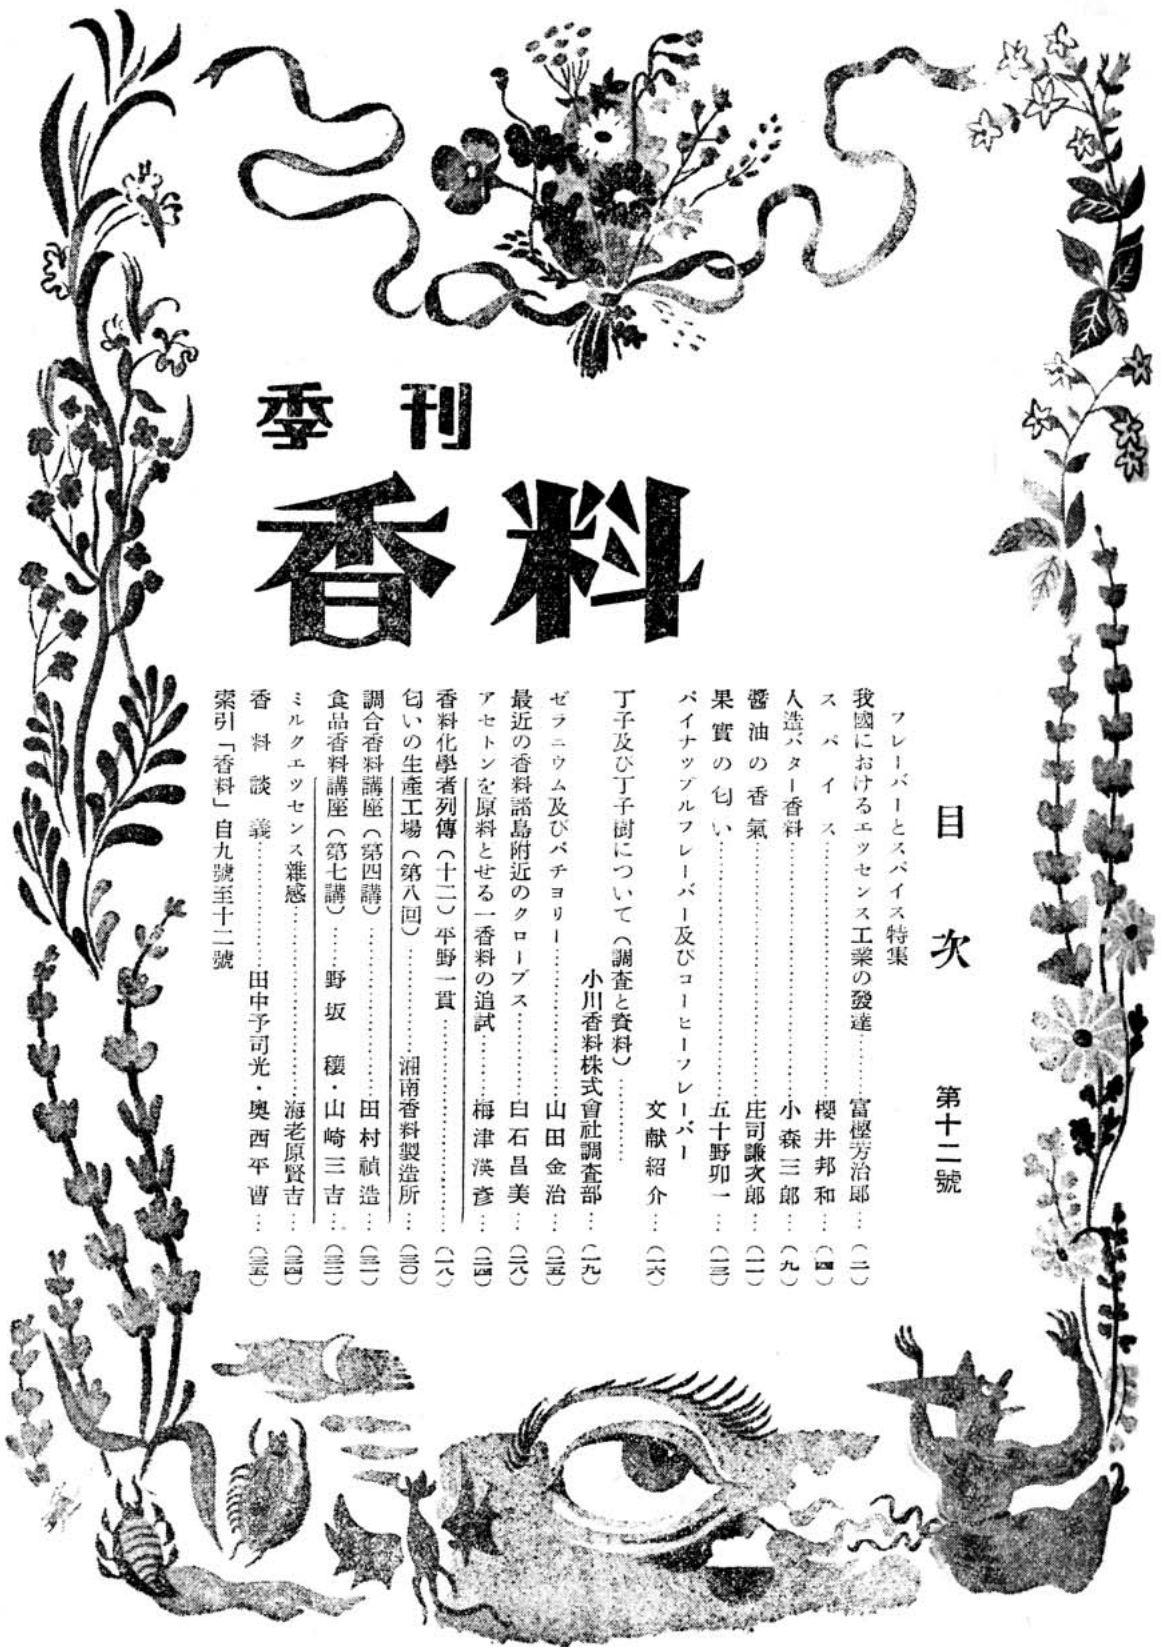 季刊
香料
目次 第十二號
フレーバーとスパイス特集
我國におけるエッセンス工業の發達……富樫芳治郎…(二)
スパイス……櫻井邦和…(四)
人造バター香料……小森三郎…(九)
醬油の香氣……庄司謙次郎…(一一)
果實の匂い……五十野卯一…(一三)
パイナップルフレーバー及びコーヒーフレーバー
文献紹介…(一六)
丁子及び丁子樹について(調査と資料)……
小川香料株式會社調査部…(一九)
ゼラニウム及びパチョリー……山田金治…(二五)
最近の香料諸島附近のクローブス……白石昌美…(二八)
アセトンを原料とせる一香料の追試……梅津渶彥…(二四)
香料化學者列傳(十二)平野一貫……(一八)
匂いの生產工場(第八回)……湘南香料製造所…(三〇)
調合香料講座(第四講)……田村禎造…(三一)
食品香料講座(第七講)……野坂穰・山崎三吉…(三二)
ミルクエッセンス雜感……海老原賢吉…(三四)
香料談義……田中予司光・奥西平曹…(三五)
索引「香料」自九號至十二號